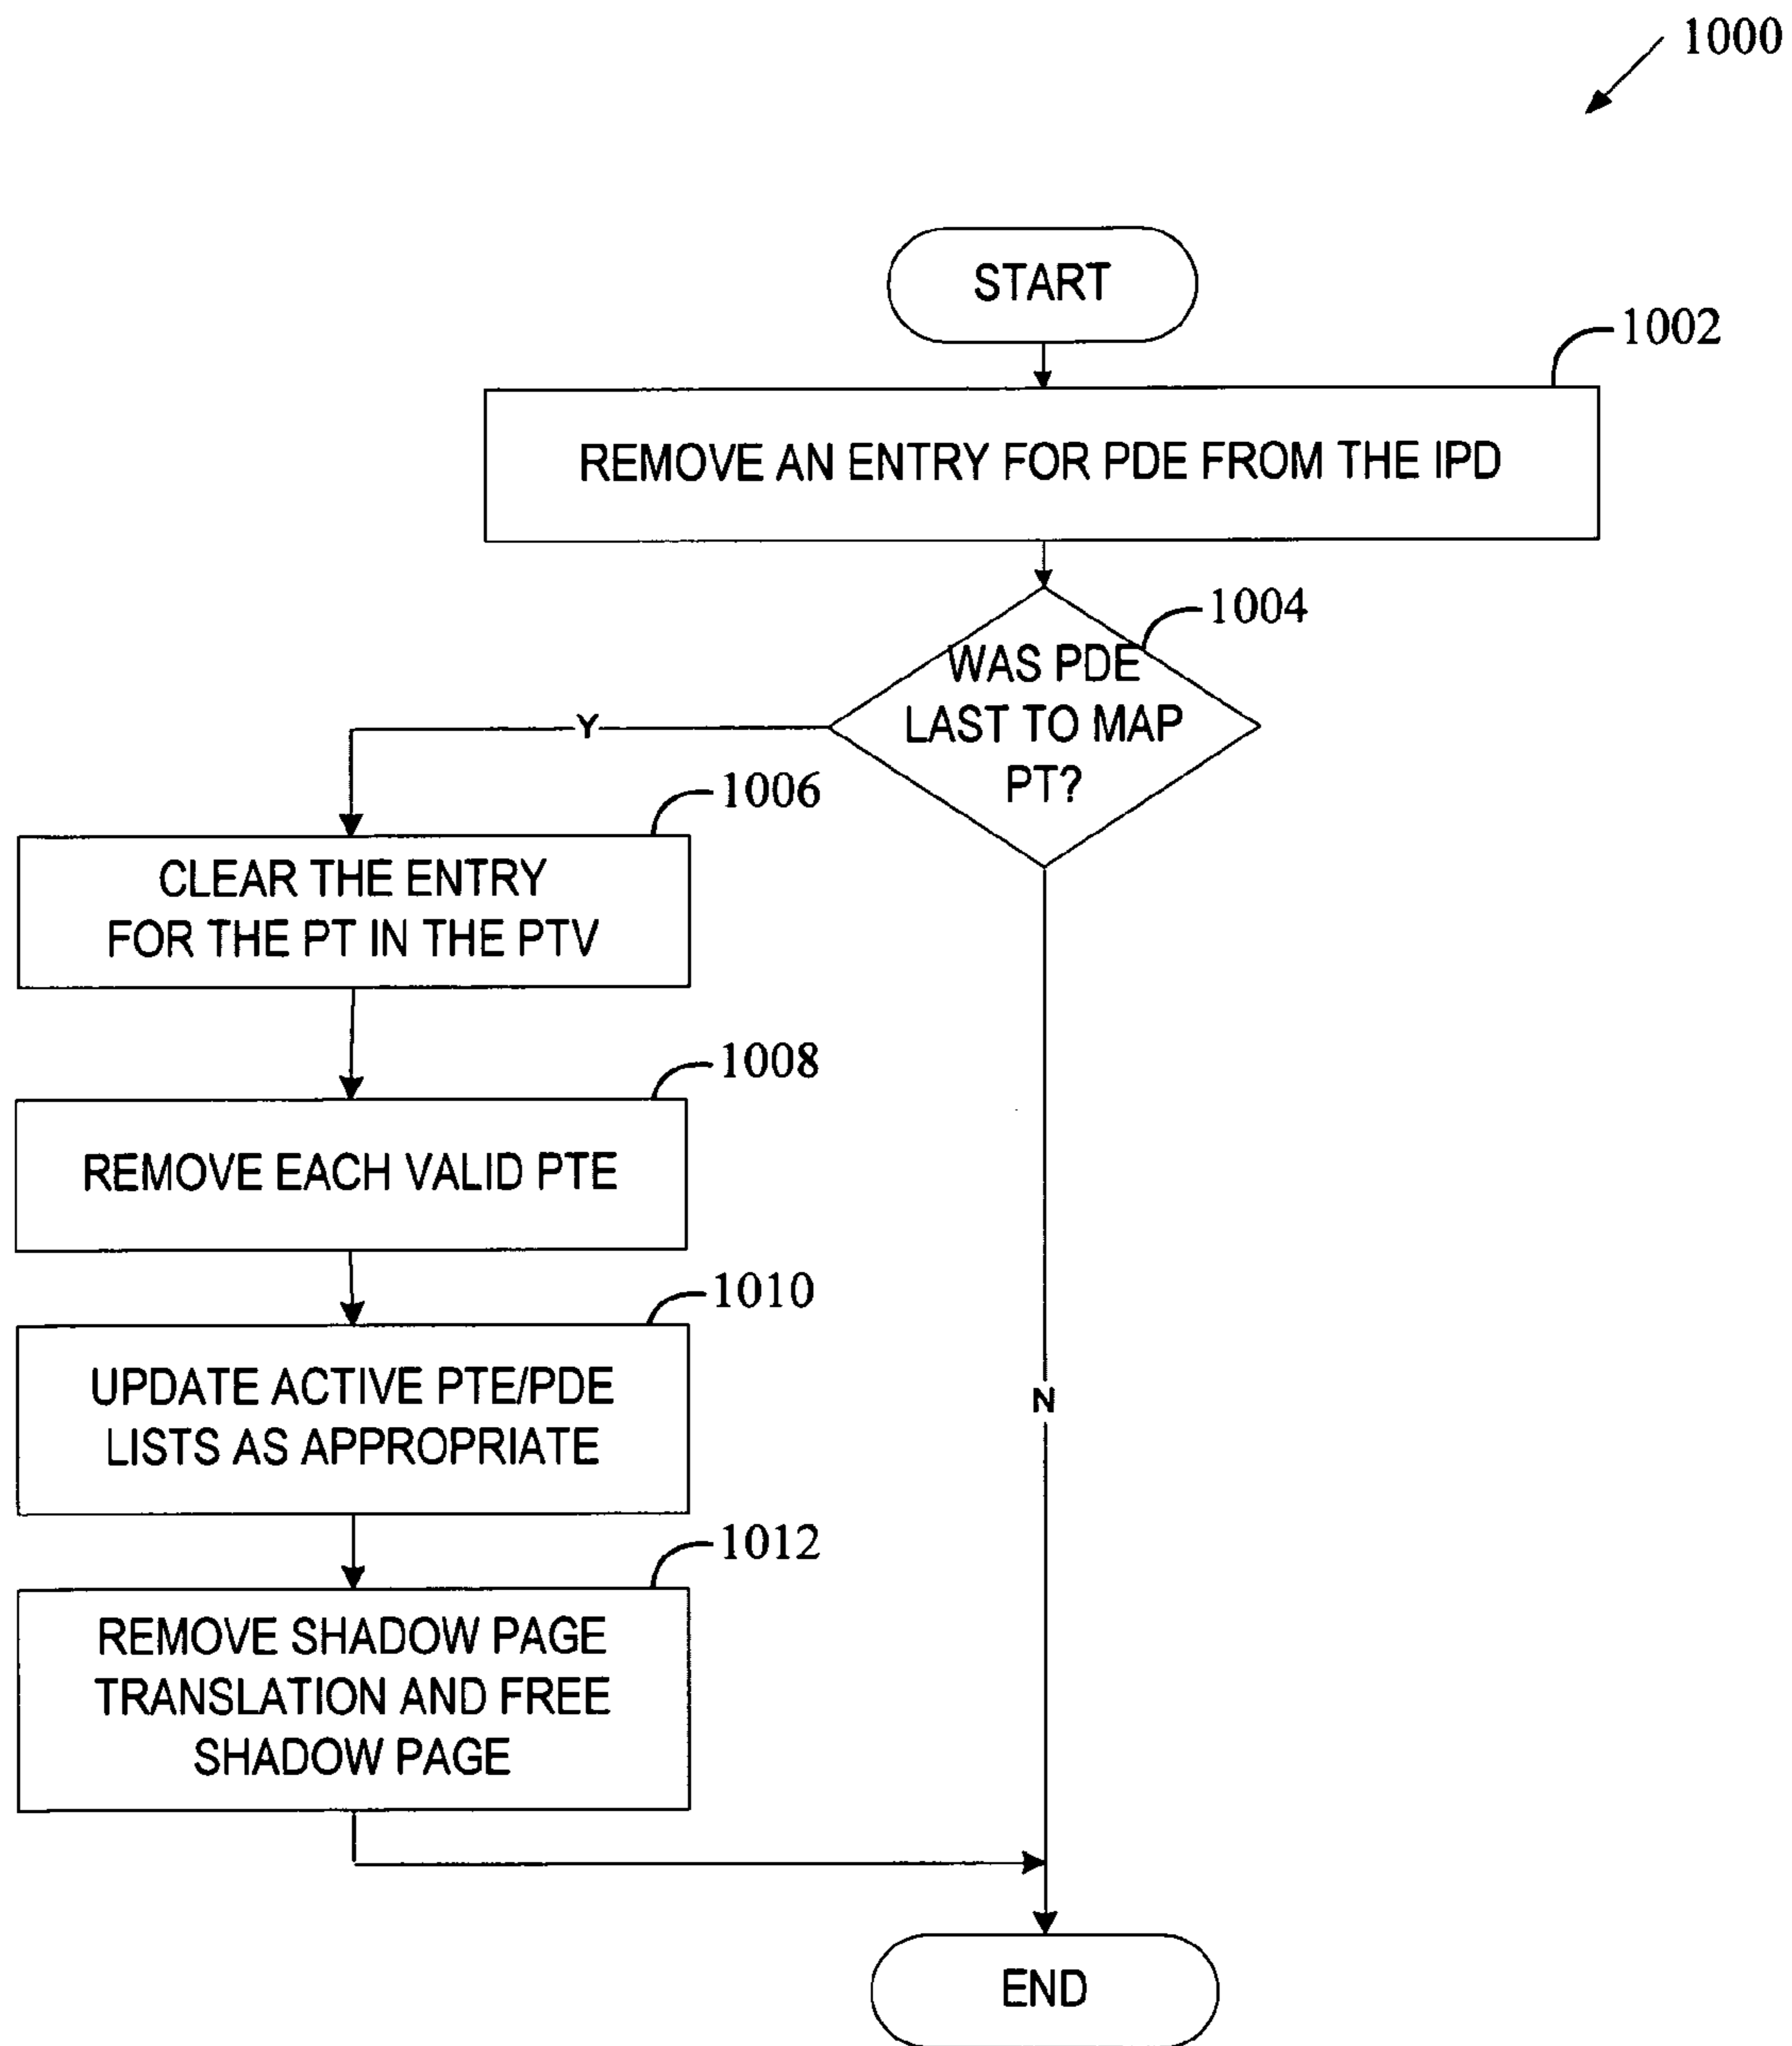 1000
START
1002
REMOVE AN ENTRY FOR PDE FROM THE IPD
1004
WAS PDE
LAST TO MAP
PT?
Y
1006
CLEAR THE ENTRY
FOR THE PT IN THE PTV
1008
REMOVE EACH VALID PTE
1010
UPDATE ACTIVE PTE/PDE
LISTS AS APPROPRIATE
N
1012
REMOVE SHADOW PAGE
TRANSLATION AND FREE
SHADOW PAGE
END